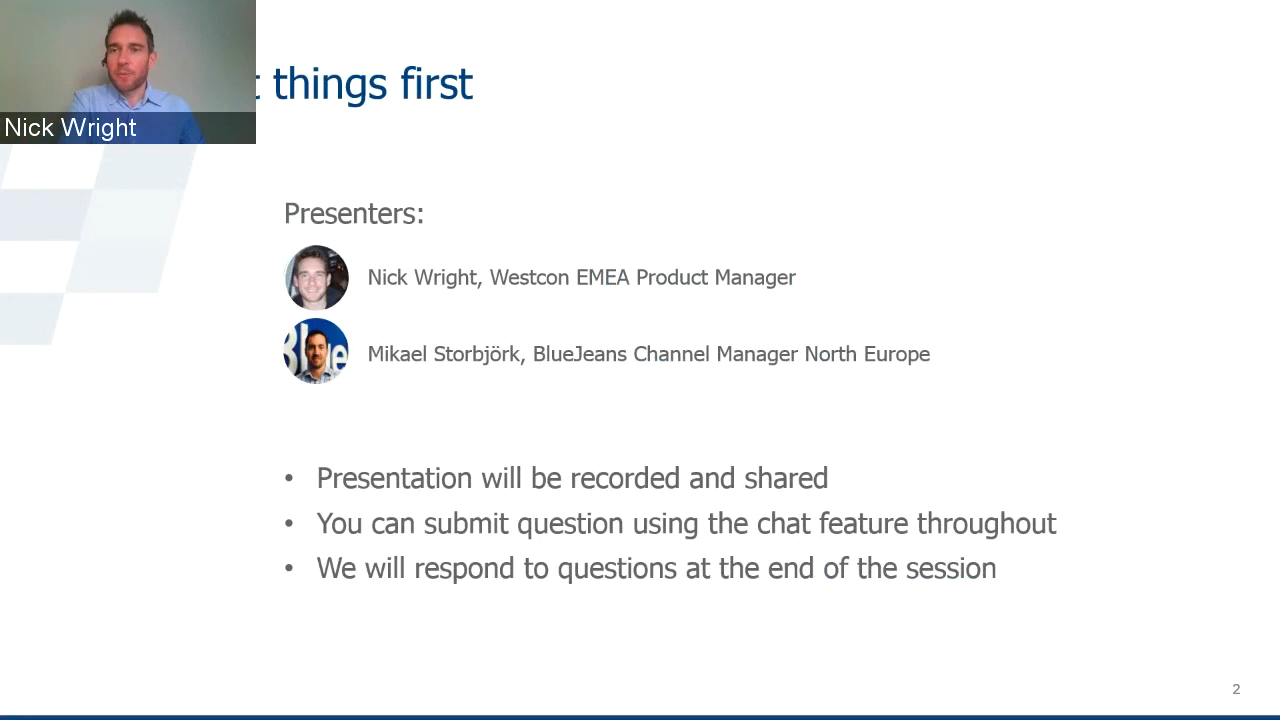 t things first
Nick Wright
Presenters:
Nick Wright, Westcon EMEA Product Manager
Mikael Storbjörk, BlueJeans Channel Manager North Europe
• Presentation will be recorded and shared
• You can submit question using the chat feature throughout
• We will respond to questions at the end of the session
2